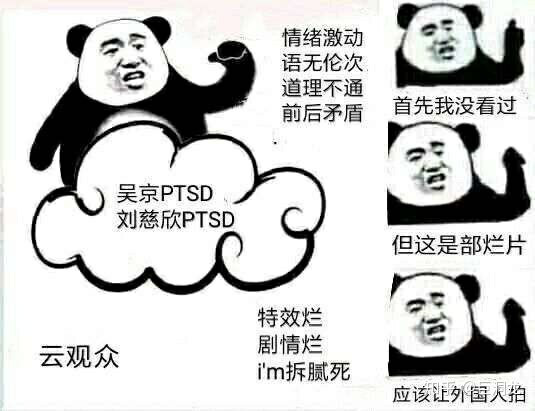 情绪激动
语无伦次
道理不通
前后矛盾
吴京PTSD
刘慈欣PTSD
特效烂
剧情烂
i'm拆腻死
云观众
首先我没看过
但这是部烂片
应该让外国人拍